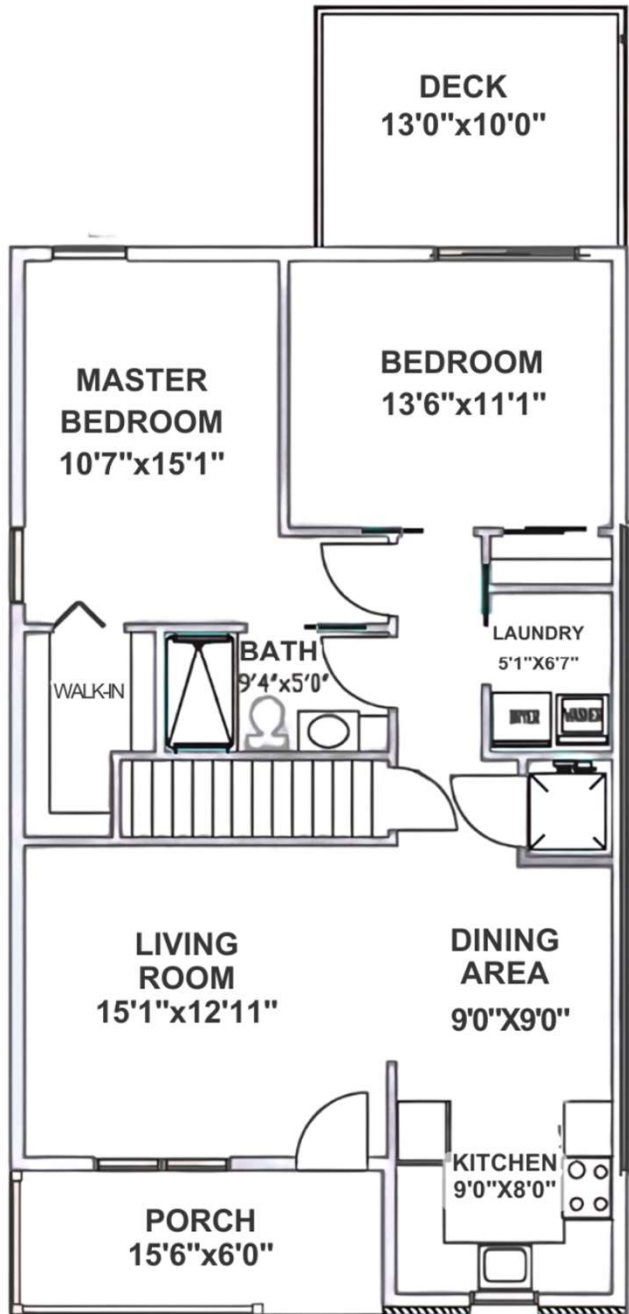 DECK
13'0"x10'0"
MASTER
BEDROOM
10'7"x15'1"
BEDROOM
13'6"x11'1"
LAUNDRY
5'1"X6'7"
BATH
9'4"x5'0"
WALK-IN
DRYER
WASHER
LIVING
ROOM
15'1"x12'11"
DINING
AREA
9'0"X9'0"
KITCHEN
9'0"X8'0"
PORCH
15'6"x6'0"